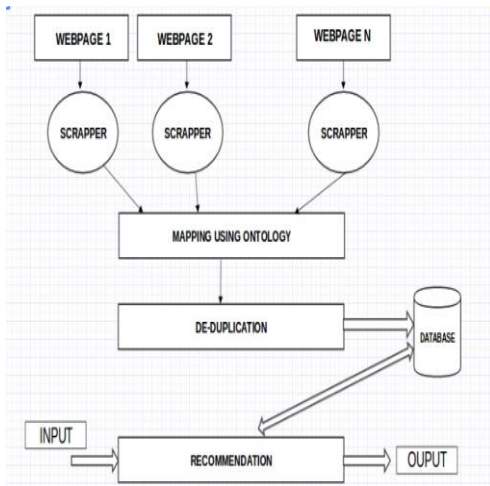 WEBPAGE 1
WEBPAGE 2
WEBPAGE N
SCRAPPER
SCRAPPER
SCRAPPER
MAPPING USING ONTOLOGY
DE-DUPLICATION
DATABASE
INPUT
RECOMMENDATION
OUPUT